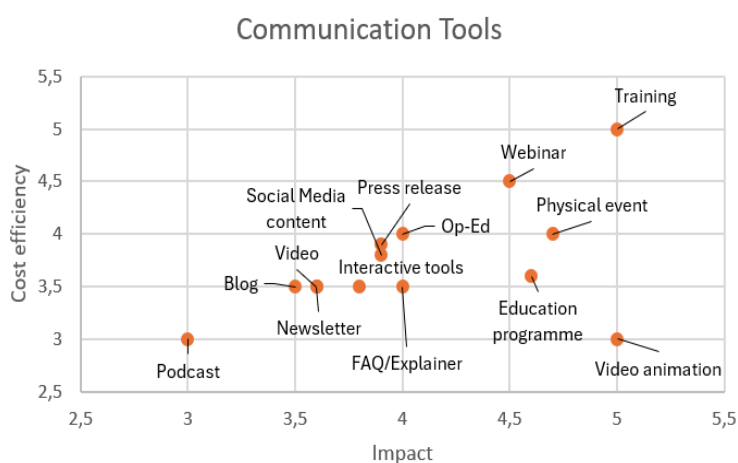 Communication Tools
5,5
Training
5
Webinar
4,5
Press release
Social Media
content
Physical event
Op-Ed
4
Cost efficiency
Video
Interactive tools
Blog
3,5
Newsletter
Education
programme
FAQ/Explainer
3
Podcast
Video animation
2,5
2,5
3
3,5
4
4,5
5
5,5
Impact